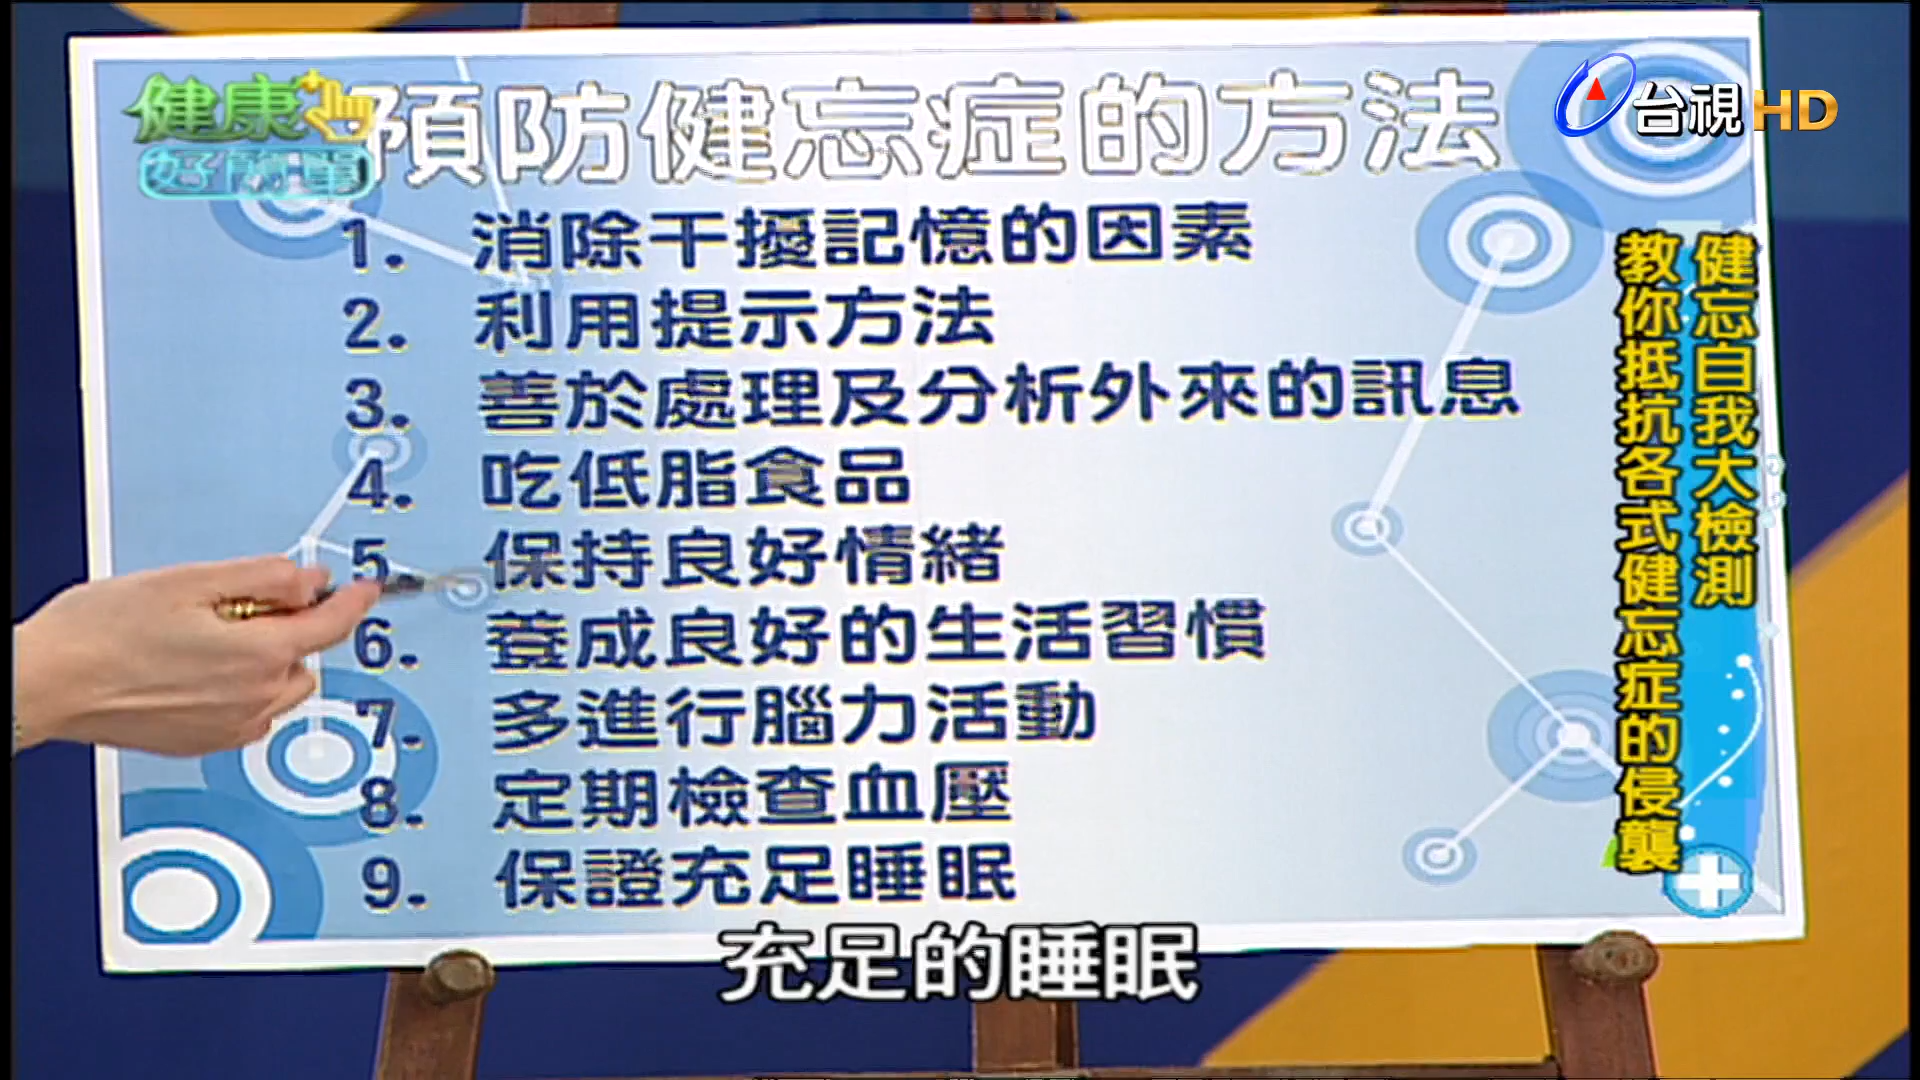 健康
好簡單
預防健忘症的方法
台視HD
1. 消除干擾記憶的因素
2. 利用提示方法
3. 善於處理及分析外來的訊息
4. 吃低脂食品
5. 保持良好情緒
6. 養成良好的生活習慣
7. 多進行腦力活動
8. 定期檢查血壓
9. 保證充足睡眠
健忘自我大檢測
教你抵抗各式健忘症的侵襲
充足的睡眠